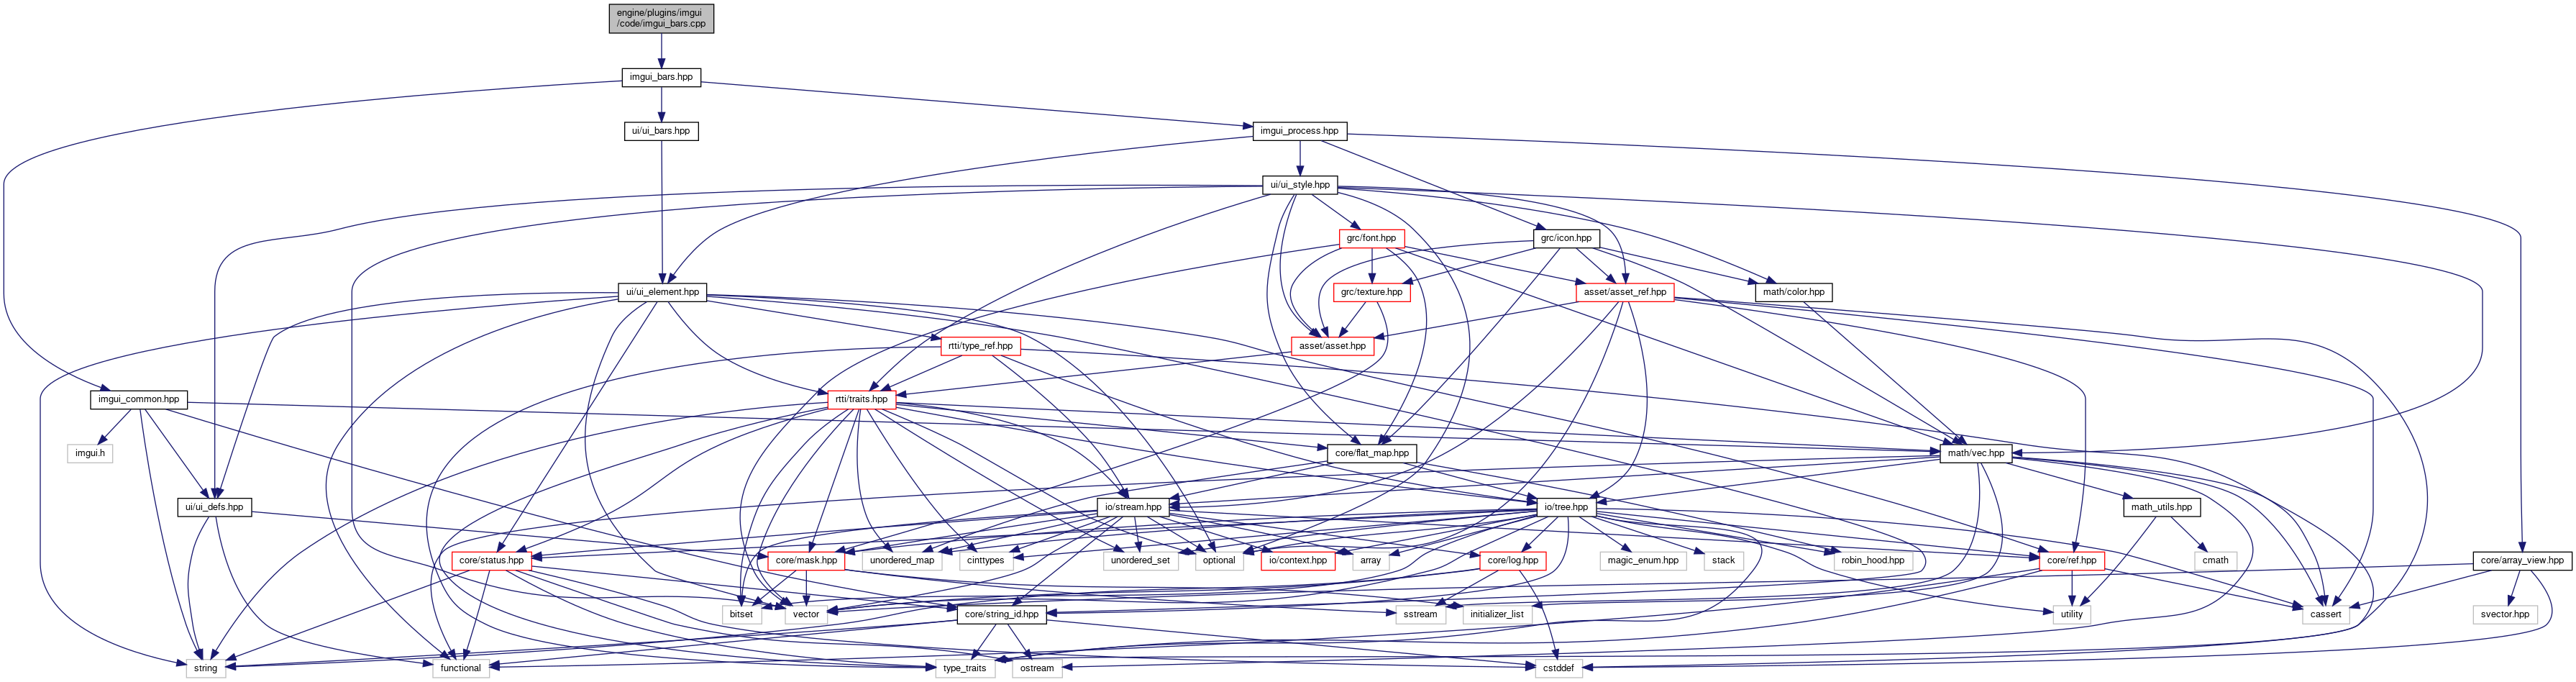 engine/plugins/imgui
/code/imgui_bars.cpp
imgui_bars.hpp
ui/ui_bars.hpp
imgui_process.hpp
ui/ui_style.hpp
grc/font.hpp
grc/icon.hpp
ui/ui_element.hpp
grc/texture.hpp
asset/asset_ref.hpp
math/color.hpp
rtti/type_ref.hpp
asset/asset.hpp
imgui_common.hpp
rtti/traits.hpp
imgui.h
core/flat_map.hpp
math/vec.hpp
ui/ui_defs.hpp
io/stream.hpp
io/tree.hpp
math_utils.hpp
core/status.hpp
core/mask.hpp
unordered_map
cinttypes
unordered_set
optional
io/context.hpp
array
core/log.hpp
magic_enum.hpp
stack
robin_hood.hpp
core/ref.hpp
cmath
core/array_view.hpp
bitset
vector
core/string_id.hpp
sstream
initializer_list
utility
cassert
svector.hpp
string
functional
type_traits
ostream
cstddef